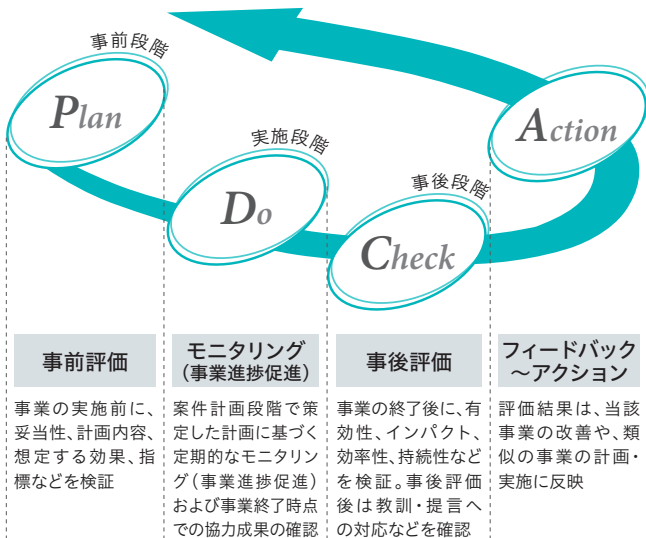 事前段階
Plan
実施段階
Do
事後段階
Check
Action
事前評価
事業の実施前に、
妥当性、計画内容、
想定する効果、指
標などを検証
モニタリング
(事業進捗促進)
案件計画段階で策
定した計画に基づく
定期的なモニタリン
グ(事業進捗促進)
および事業終了時点
での協力成果の確認
事後評価
事業の終了後に、有
効性、インパクト、
効率性、持続性など
を検証。事後評価
後は教訓・提言へ
の対応などを確認
フィードバック
～アクション
評価結果は、当該
事業の改善や、類
似の事業の計画・
実施に反映